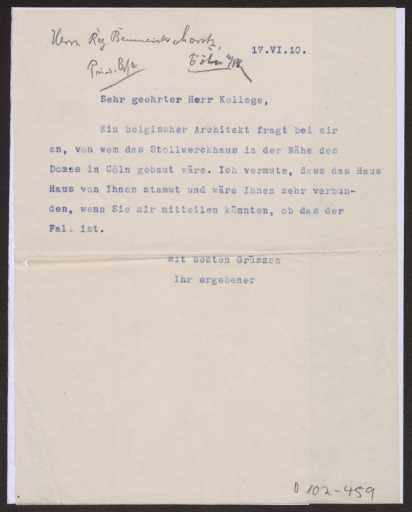 Herrn Reg Baumeister Moritz,
Cöln a/Rh
17.VI.10.
Sehr geehrter Herr Kollege,
Ein belgischer Architekt fragt bei mir
an, von wem das Stollwerckhaus in der Nähe des
Domes in Cöln gebaut wäre. Ich vermute, dass das Haus
Haus von Ihnen stammt und wäre Ihnen sehr verbun-
den, wenn Sie mir mitteilen könnten, ob das der
Fall ist.
Mit besten Grüssen
Ihr ergebener
D 102-459